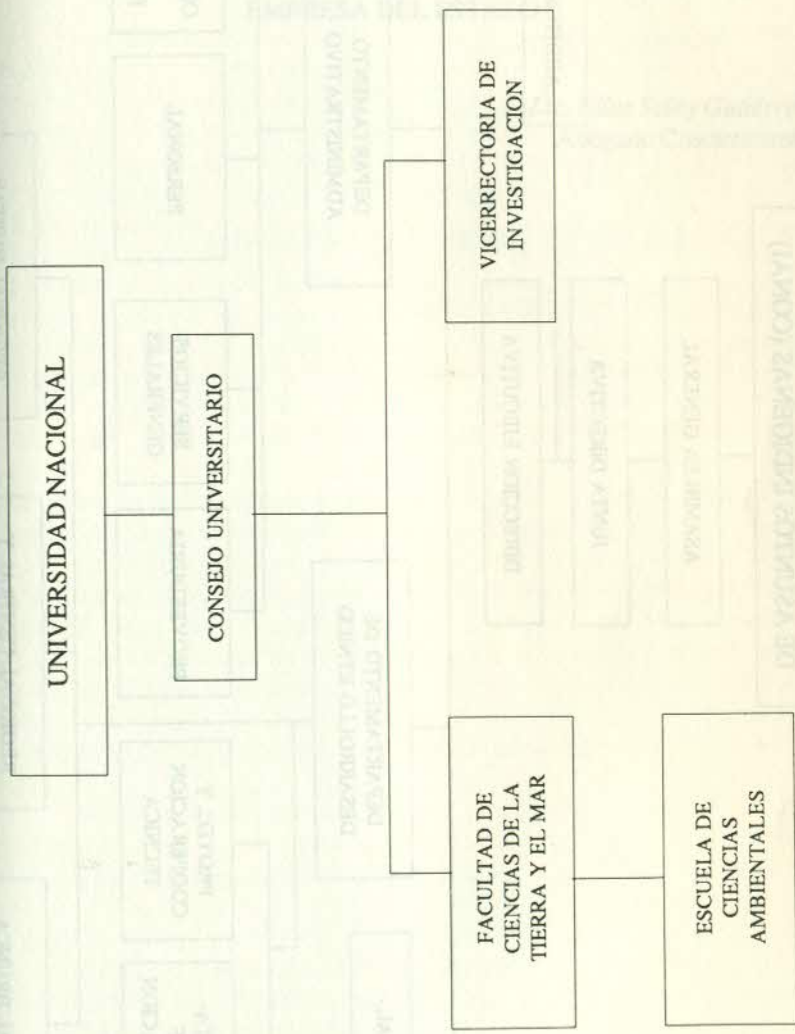 UNIVERSIDAD NACIONAL
CONSEJO UNIVERSITARIO
FACULTAD DE
CIENCIAS DE LA
TIERRA Y EL MAR
ESCUELA DE
CIENCIAS
AMBIENTALES
VICERRECTORIA DE
INVESTIGACION